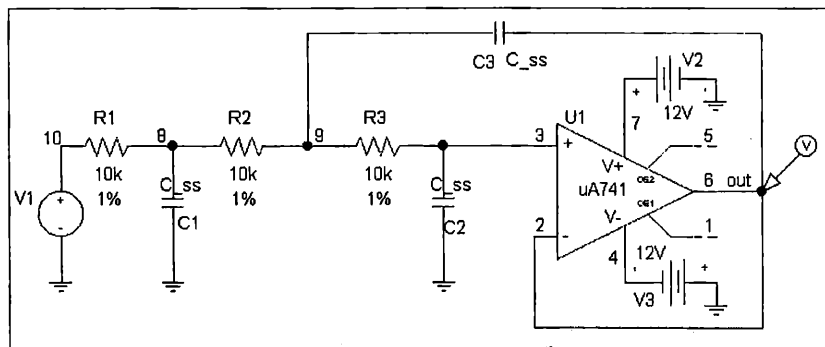 C3 C_ss
V2
+ -
12V
7
R1 R2 R3 U1
10 8 9 3
+
5
10k 10k 10k
1% 1% 1%
C_ss
C1
C_ss
C2
V1
+
-
V+
OS2
uA741
OS1
V-
6 out
V
2
-
1
4
12V
- +
V3